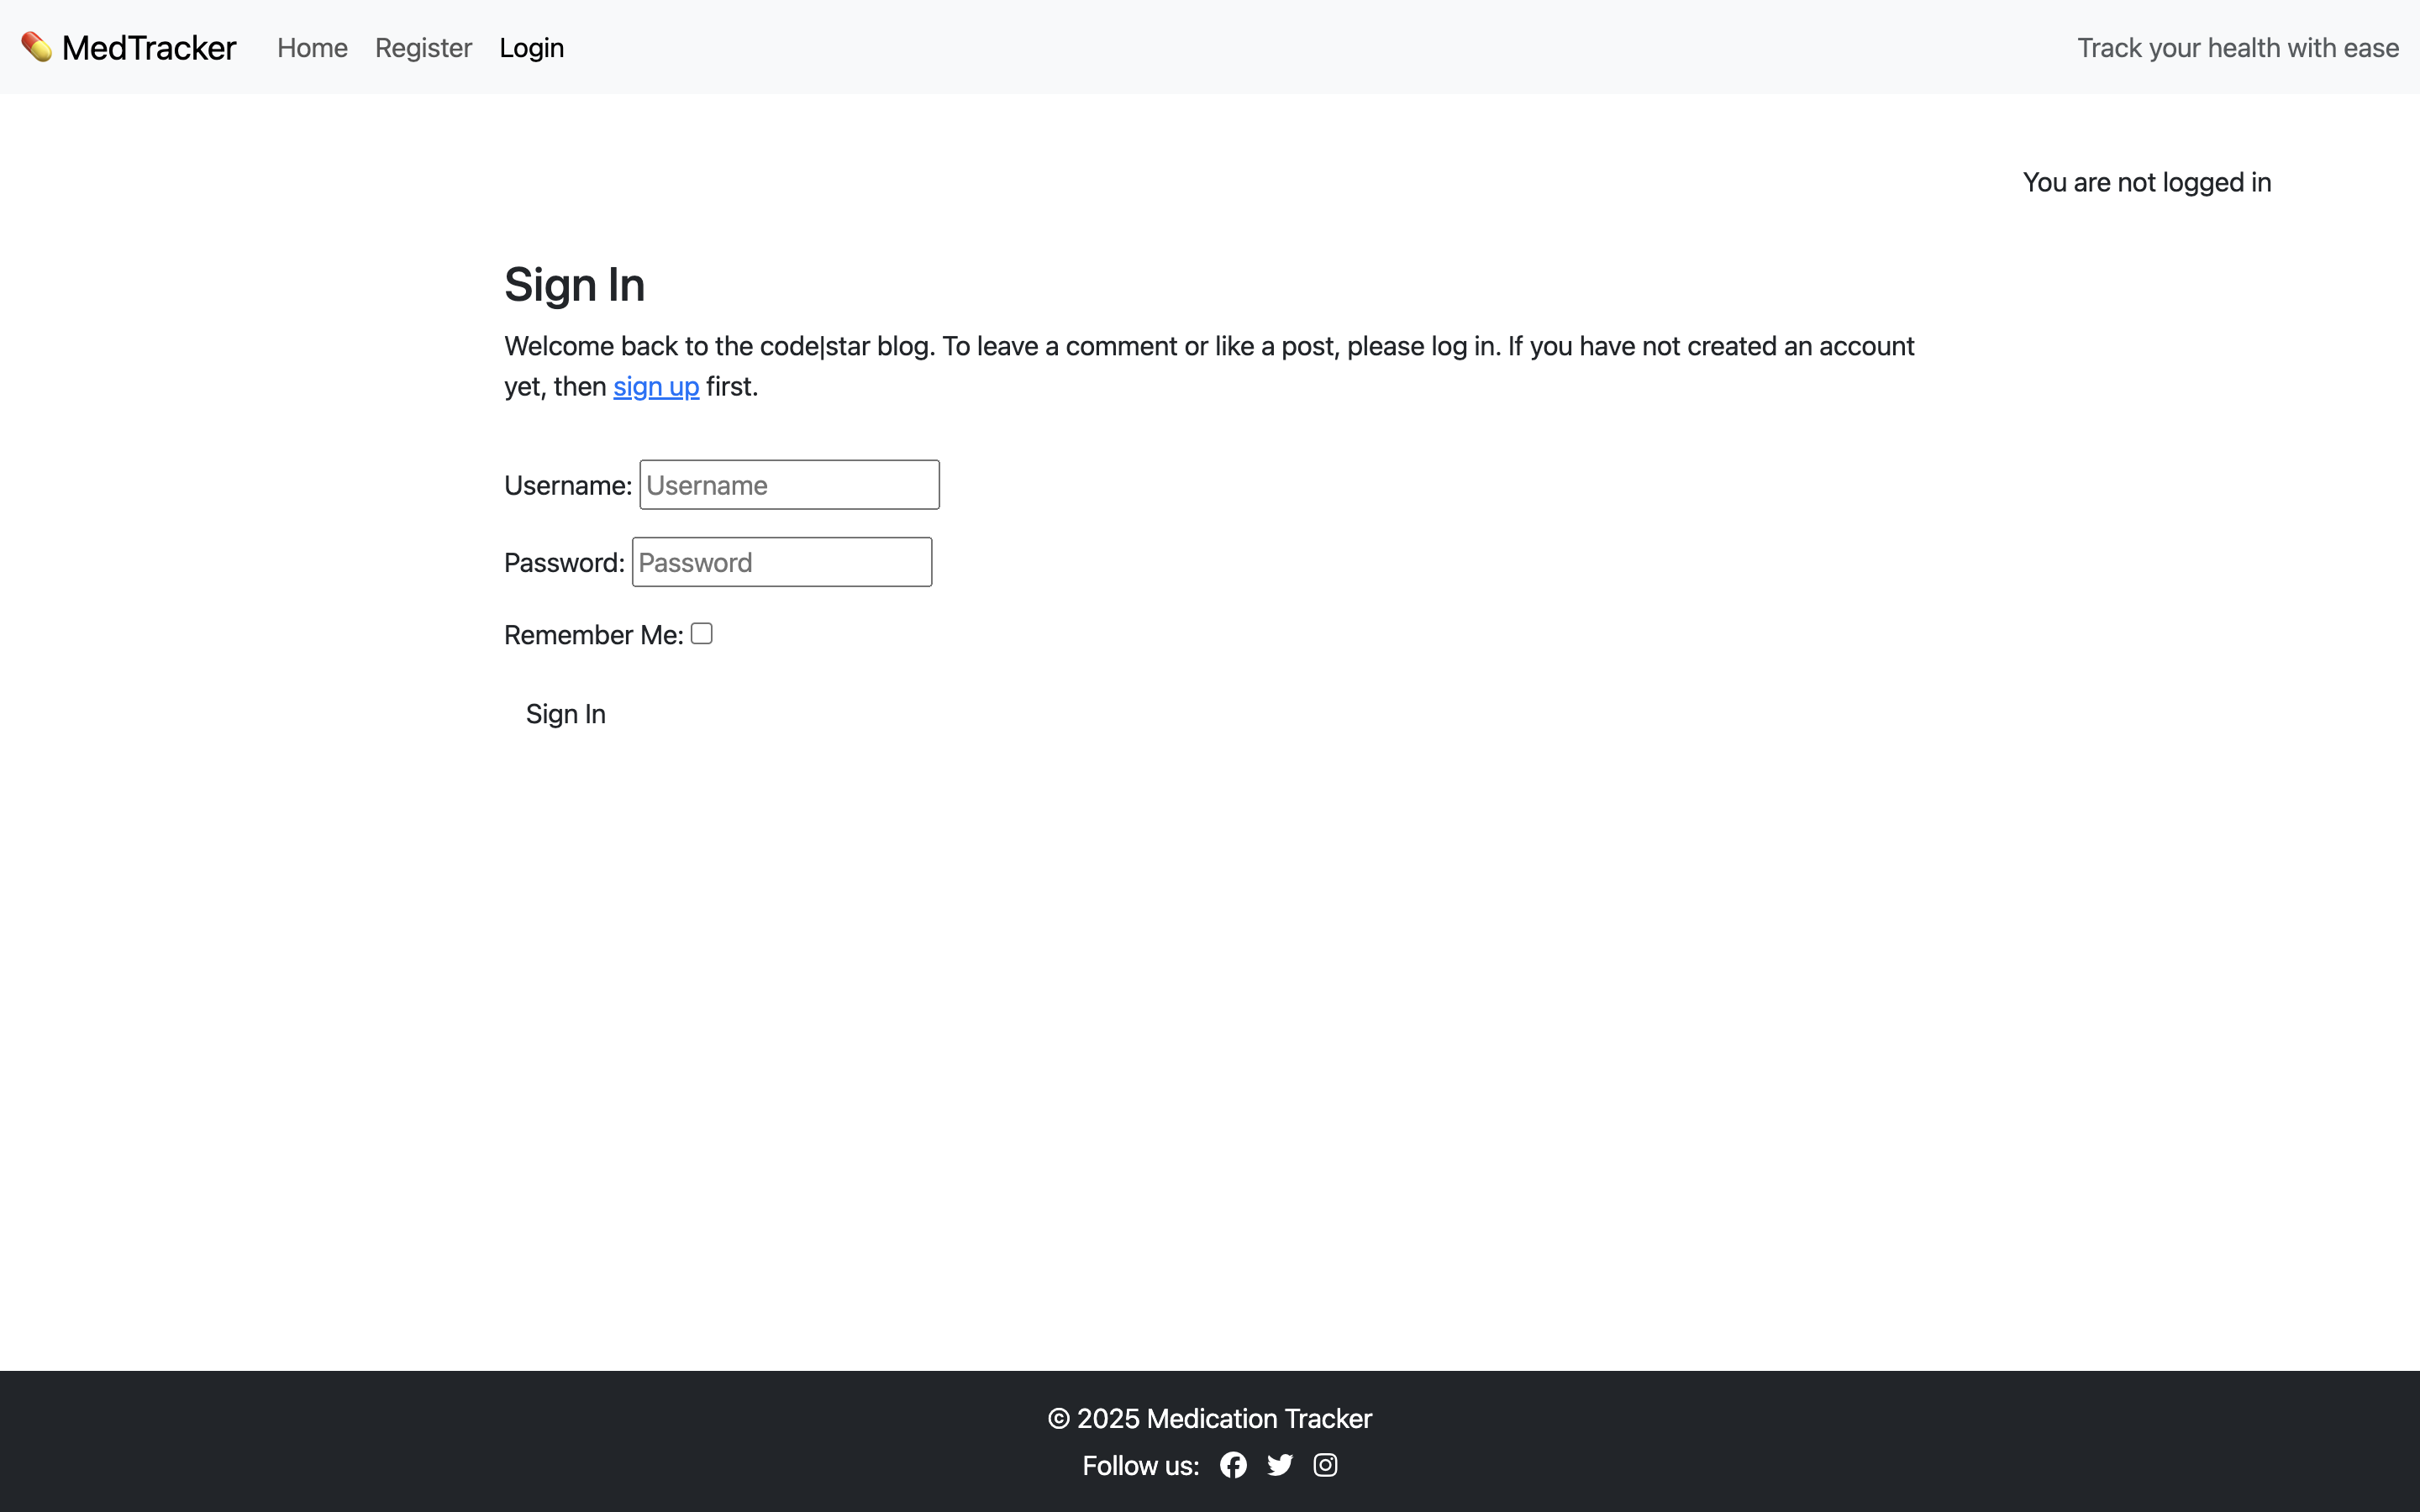 MedTracker Home Register Login Track your health with ease
You are not logged in
Sign In
Welcome back to the code|star blog. To leave a comment or like a post, please log in. If you have not created an account
yet, then sign up first.
Username: Username
Password: Password
Remember Me:
Sign In
© 2025 Medication Tracker
Follow us: